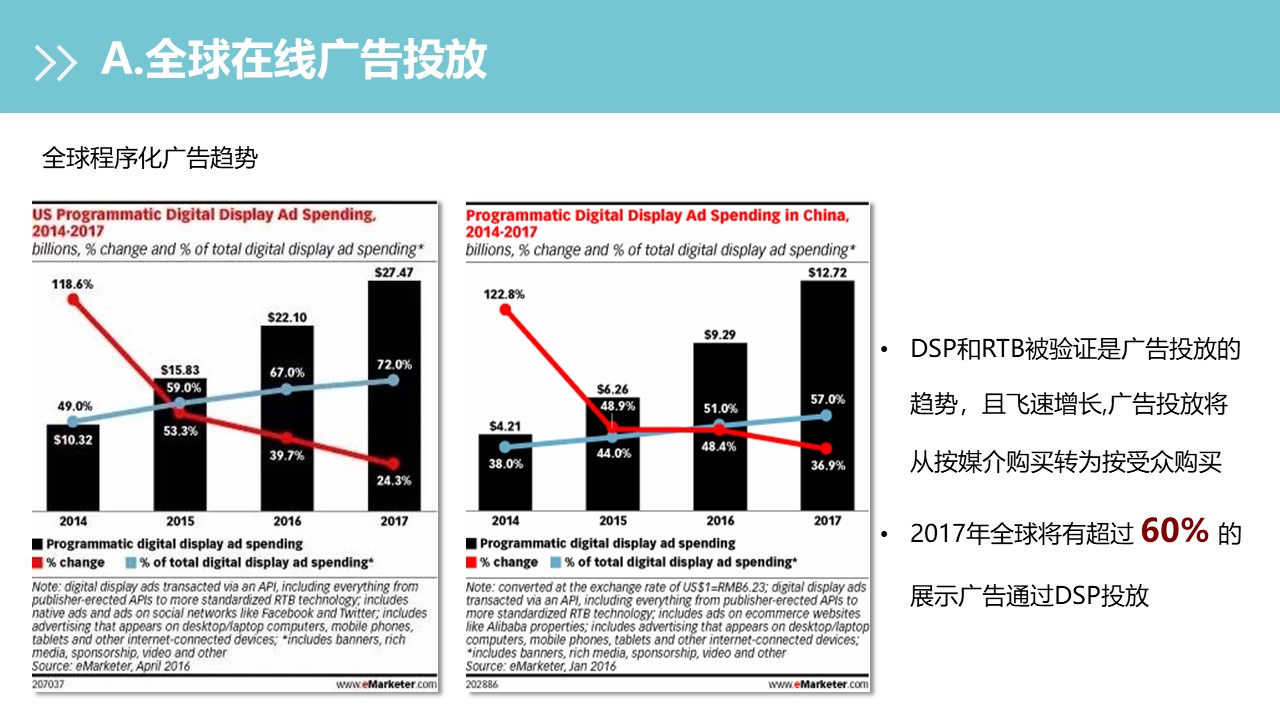 A.全球在线广告投放
全球程序化广告趋势
US Programmatic Digital Display Ad Spending,
2014-2017
billions, % change and % of total digital display ad spending*
118.6%
$27.47
$22.10
$15.83
59.0%
67.0%
72.0%
49.0%
$10.32
53.3%
39.7%
24.3%
2014 2015 2016 2017
Programmatic digital display ad spending
% change % of total digital display ad spending*
Note: digital display ads transacted via an API, including everything from
publisher-erected APIs to more standardized RTB technology; includes
native ads and ads on social networks like Facebook and Twitter; includes
advertising that appears on desktop/laptop computers, mobile phones,
tablets and other internet-connected devices; *includes banners, rich
media, sponsorship, video and other
Source: eMarketer, April 2016
207037 www.eMarketer.com
Programmatic Digital Display Ad Spending in China,
2014-2017
billions, % change and % of total digital display ad spending*
$12.72
122.8%
$9.29
$6.26
48.9%
51.0%
57.0%
$4.21
38.0%
44.0%
48.4%
36.9%
2014 2015 2016 2017
Programmatic digital display ad spending
% change % of total digital display ad spending*
Note: converted at the exchange rate of US$1=RMB6.23; digital display ads
transacted via an API, including everything from publisher-erected APIs to
more standardized RTB technology; includes ads on ecommerce websites
like Alibaba properties; includes advertising that appears on desktop/laptop
computers, mobile phones, tablets and other internet-connected devices;
*includes banners, rich media, sponsorship, video and other
Source: eMarketer, Jan 2016
202886 www.eMarketer.com
• DSP和RTB被验证是广告投放的
趋势，且飞速增长,广告投放将
从按媒介购买转为按受众购买
• 2017年全球将有超过 60% 的
展示广告通过DSP投放